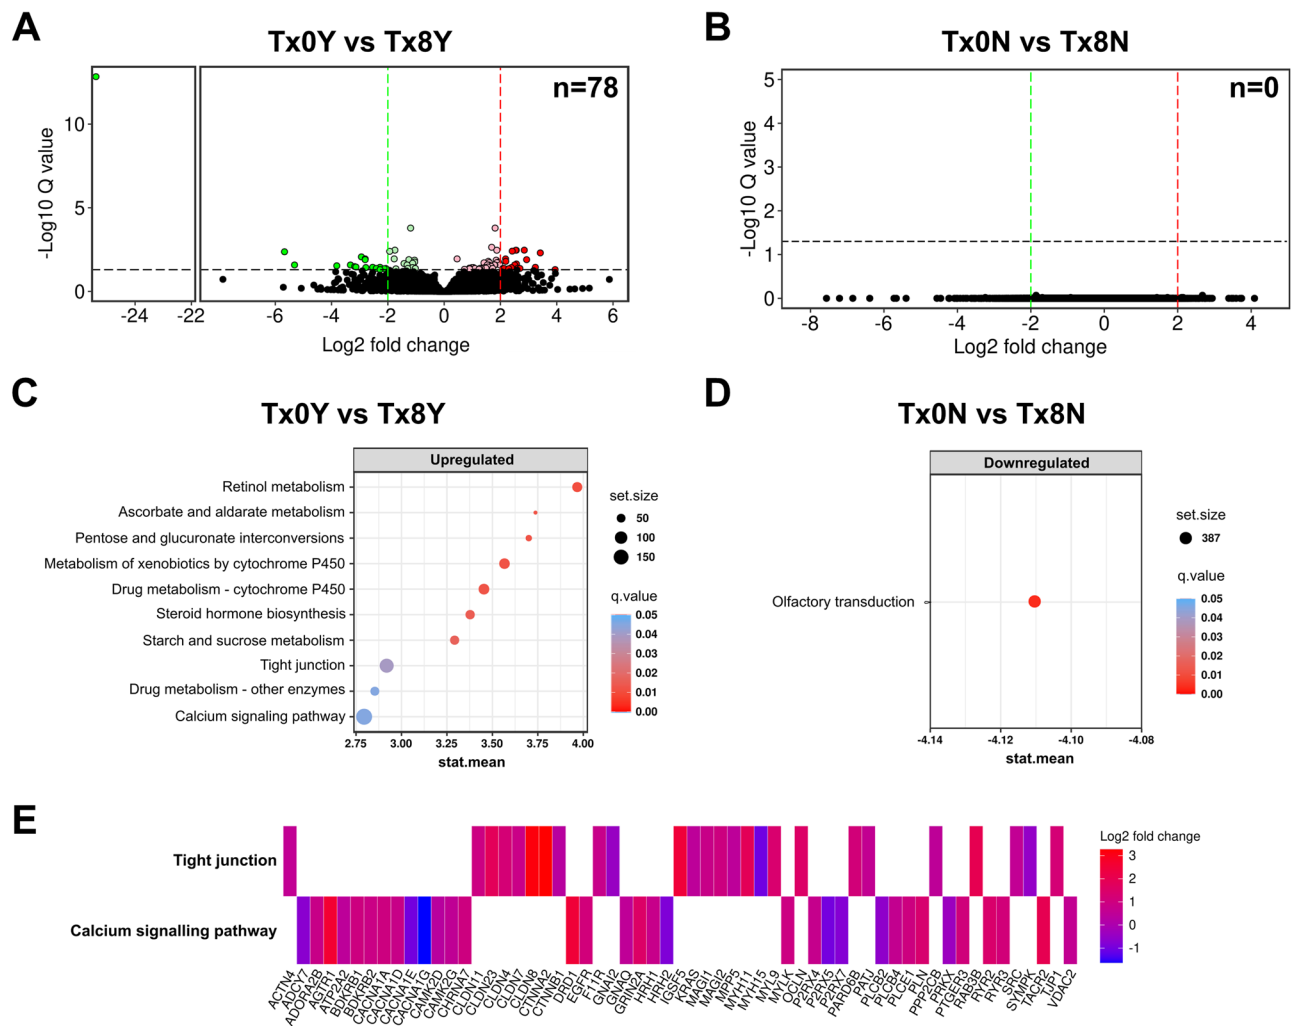 A
Tx0Y vs Tx8Y
n=78
-Log10 Q value
10
5
0
-24
-22
-6
-4
-2
0
2
4
6
Log2 fold change
B
Tx0N vs Tx8N
n=0
-Log10 Q value
5
4
3
2
1
0
-8
-6
-4
-2
0
2
4
Log2 fold change
C
Tx0Y vs Tx8Y
Upregulated
Retinol metabolism
Ascorbate and aldarate metabolism
Pentose and glucuronate interconversions
Metabolism of xenobiotics by cytochrome P450
Drug metabolism - cytochrome P450
Steroid hormone biosynthesis
Starch and sucrose metabolism
Tight junction
Drug metabolism - other enzymes
Calcium signaling pathway
2.75
3.00
3.25
3.50
3.75
4.00
stat.mean
set.size
50
100
150
q.value
0.05
0.04
0.03
0.02
0.01
0.00
D
Tx0N vs Tx8N
Downregulated
Olfactory transduction
-4.14
-4.12
-4.10
-4.08
stat.mean
set.size
387
q.value
0.05
0.04
0.03
0.02
0.01
0.00
E
Tight junction
Calcium signalling pathway
ACTN4
ADCY7
ADORA2B
AGTR1
ATP2A2
BDKRB1
BDKRB2
CACNA1A
CACNA1D
CACNA1E
CACNA1G
CAMK2D
CAMK2G
CHRNA7
CLDN11
CLDN23
CLDN4
CLDN7
CLDN8
CTNNA2
CTNNB1
DRD1
EGFR
F11R
GNAI2
GNAQ
GRIN2A
HRH1
HRH2
IGSF5
KRAS
MAGI1
MAGI2
MPP5
MYH11
MYH15
MYL9
MYLK
OCLN
P2RX4
P2RX5
P2RX7
PARD6B
PATJ
PLCB2
PLCB4
PLCE1
PLN
PPP2CB
PRKX
PTGER3
RAB3B
RYR2
RYR3
SRC
SYMPK
TACR2
TJP1
VDAC2
Log2 fold change
3
2
1
0
-1